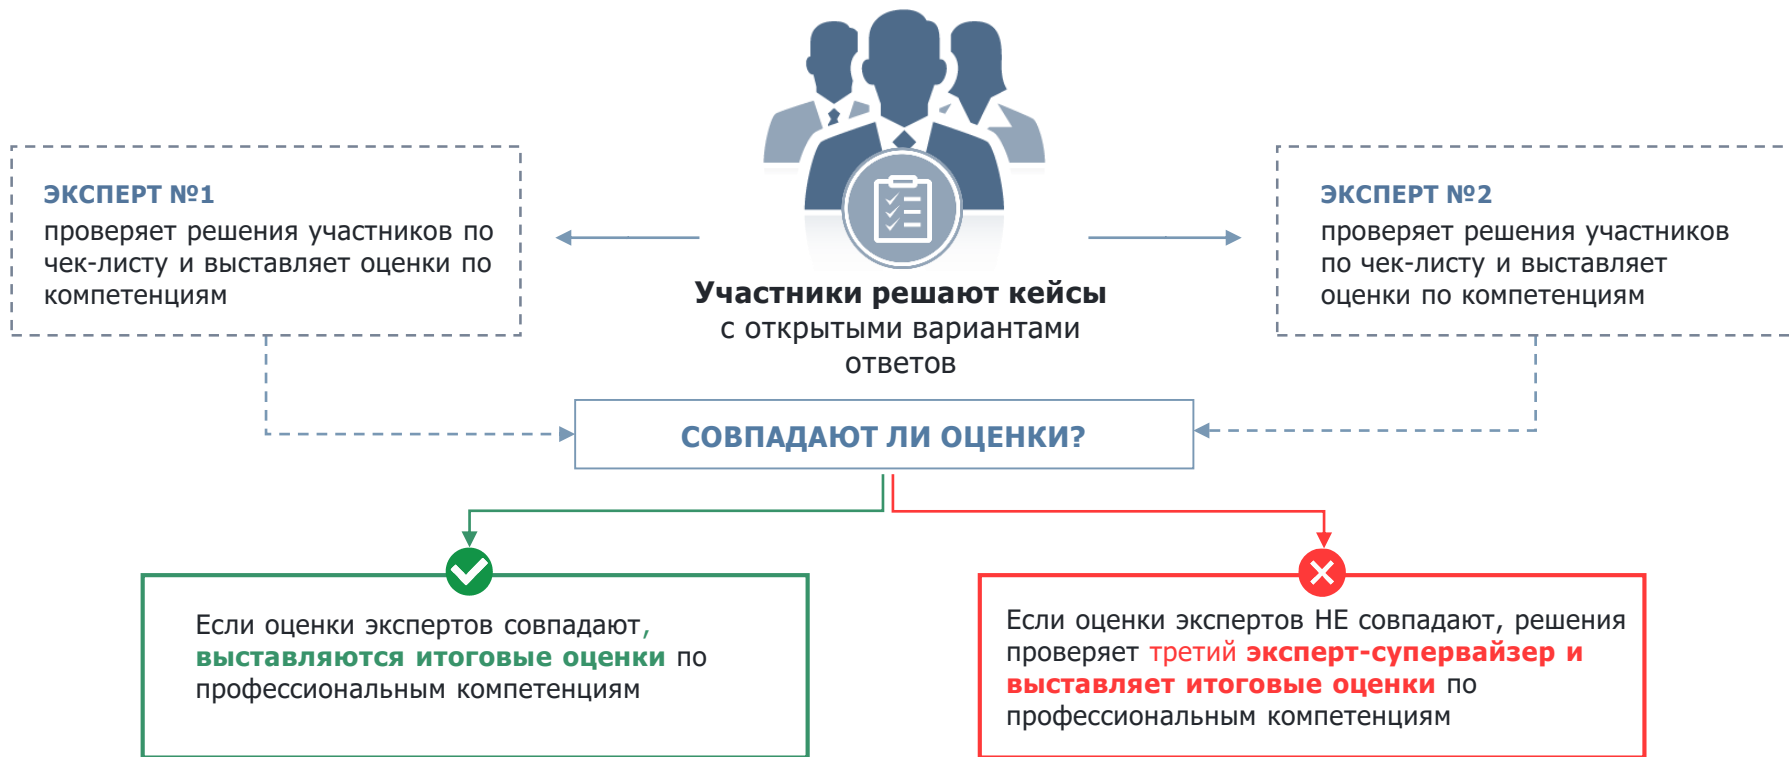 ЭКСПЕРТ №1
проверяет решения участников по
чек-листу и выставляет оценки по
компетенциям
Участники решают кейсы
с открытыми вариантами
ответов
ЭКСПЕРТ №2
проверяет решения участников
по чек-листу и выставляет
оценки по компетенциям
СОВПАДАЮТ ЛИ ОЦЕНКИ?
Если оценки экспертов совпадают,
выставляются итоговые оценки по
профессиональным компетенциям
Если оценки экспертов НЕ совпадают, решения
проверяет третий эксперт-супервайзер и
выставляет итоговые оценки по
профессиональным компетенциям